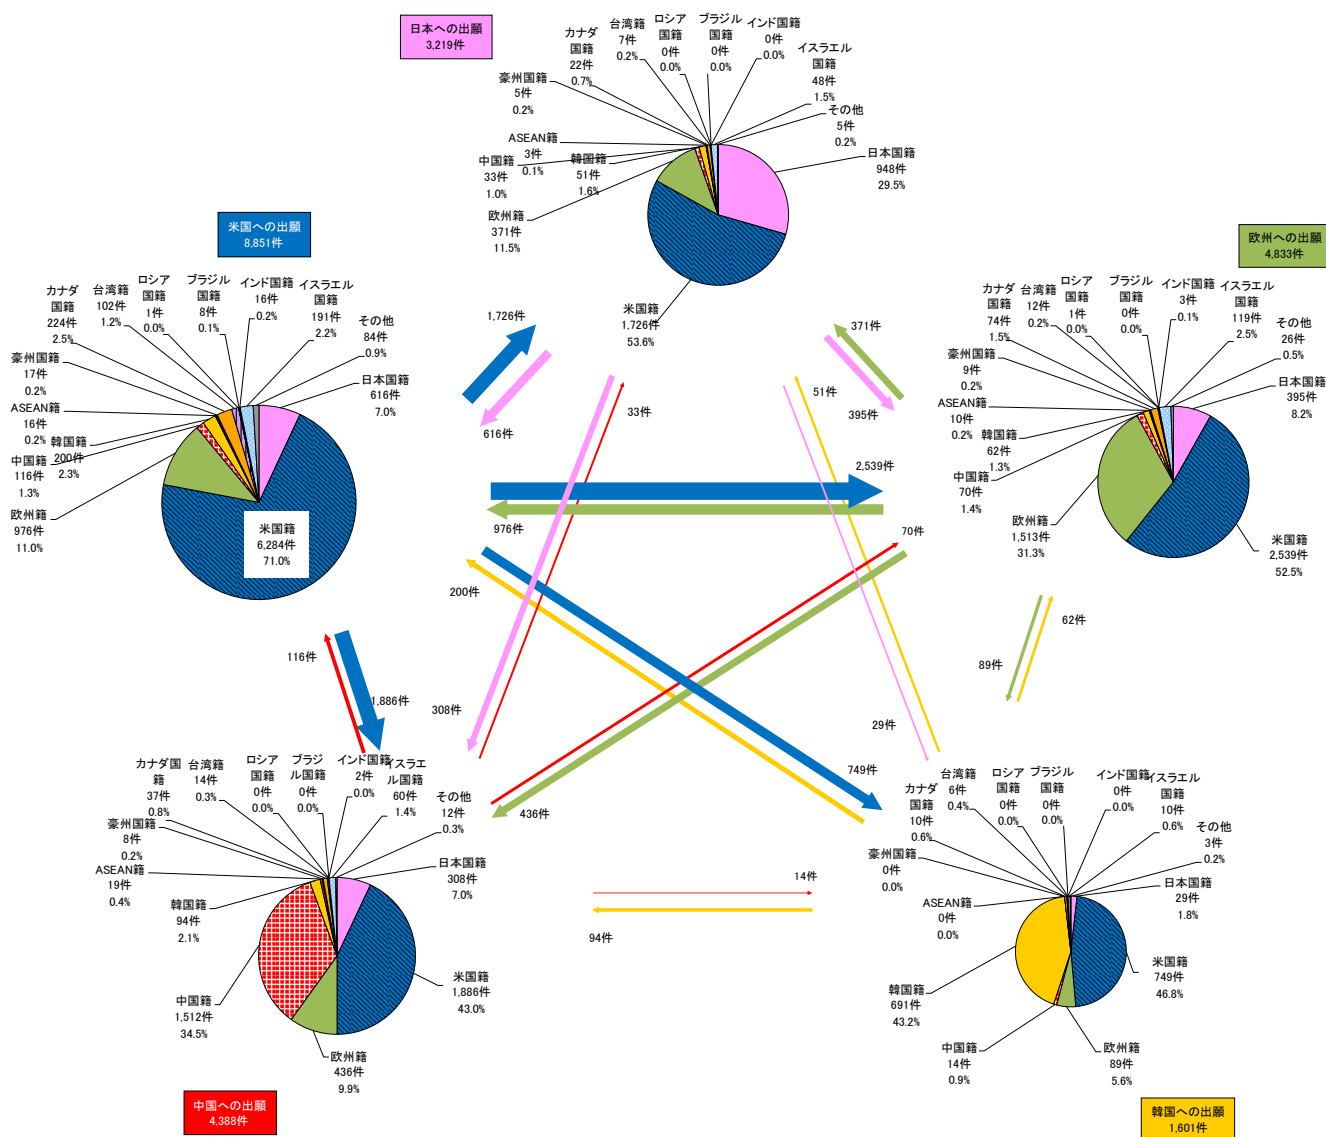 日本への出願
3,219件
カナダ
国籍
22件
0.7%
台湾籍
7件
0.2%
ロシア
国籍
0件
0.0%
ブラジル
国籍
0件
0.0%
インド国籍
0件
0.0%
イスラエル
国籍
48件
1.5%
豪州国籍
5件
0.2%
その他
5件
0.2%
ASEAN籍
3件
0.1%
中国籍
33件
1.0%
韓国籍
51件
1.6%
日本国籍
948件
29.5%
欧州籍
371件
11.5%
米国籍
1,726件
53.6%
米国への出願
8,851件
カナダ
国籍
224件
2.5%
台湾籍
102件
1.2%
ロシア
国籍
1件
0.0%
ブラジル
国籍
8件
0.1%
インド国籍
16件
0.2%
イスラエル
国籍
191件
2.2%
その他
84件
0.9%
豪州国籍
17件
0.2%
日本国籍
616件
7.0%
ASEAN籍
16件
0.2%
韓国籍
200件
2.3%
中国籍
116件
1.3%
欧州籍
976件
11.0%
米国籍
6,284件
71.0%
欧州への出願
4,833件
カナダ
国籍
74件
1.5%
台湾籍
12件
0.2%
ロシア
国籍
1件
0.0%
ブラジル
国籍
0件
0.0%
インド国籍
3件
0.1%
イスラエル
国籍
119件
2.5%
その他
26件
0.5%
豪州国籍
9件
0.2%
日本国籍
395件
8.2%
ASEAN籍
10件
0.2%
韓国籍
62件
1.3%
中国籍
70件
1.4%
欧州籍
1,513件
31.3%
米国籍
2,539件
52.5%
1,726件
616件
371件
395件
33件
51件
2,539件
976件
70件
200件
62件
89件
116件
1,886件
308件
29件
749件
436件
14件
94件
カナダ国
籍
37件
0.8%
台湾籍
14件
0.3%
ロシア
国籍
0件
0.0%
ブラジ
ル国籍
0件
0.0%
インド国籍
2件
0.0%
イスラエ
ル国籍
60件
1.4%
その他
12件
0.3%
豪州国籍
8件
0.2%
ASEAN籍
19件
0.4%
日本国籍
308件
7.0%
韓国籍
94件
2.1%
中国籍
1,512件
34.5%
米国籍
1,886件
43.0%
欧州籍
436件
9.9%
中国への出願
4,388件
カナダ
国籍
10件
0.6%
台湾籍
6件
0.4%
ロシア
国籍
0件
0.0%
ブラジル
国籍
0件
0.0%
インド国籍
0件
0.0%
イスラエル
国籍
10件
0.6%
その他
3件
0.2%
豪州国籍
0件
0.0%
日本国籍
29件
1.8%
ASEAN籍
0件
0.0%
韓国籍
691件
43.2%
米国籍
749件
46.8%
中国籍
14件
0.9%
欧州籍
89件
5.6%
韓国への出願
1,601件